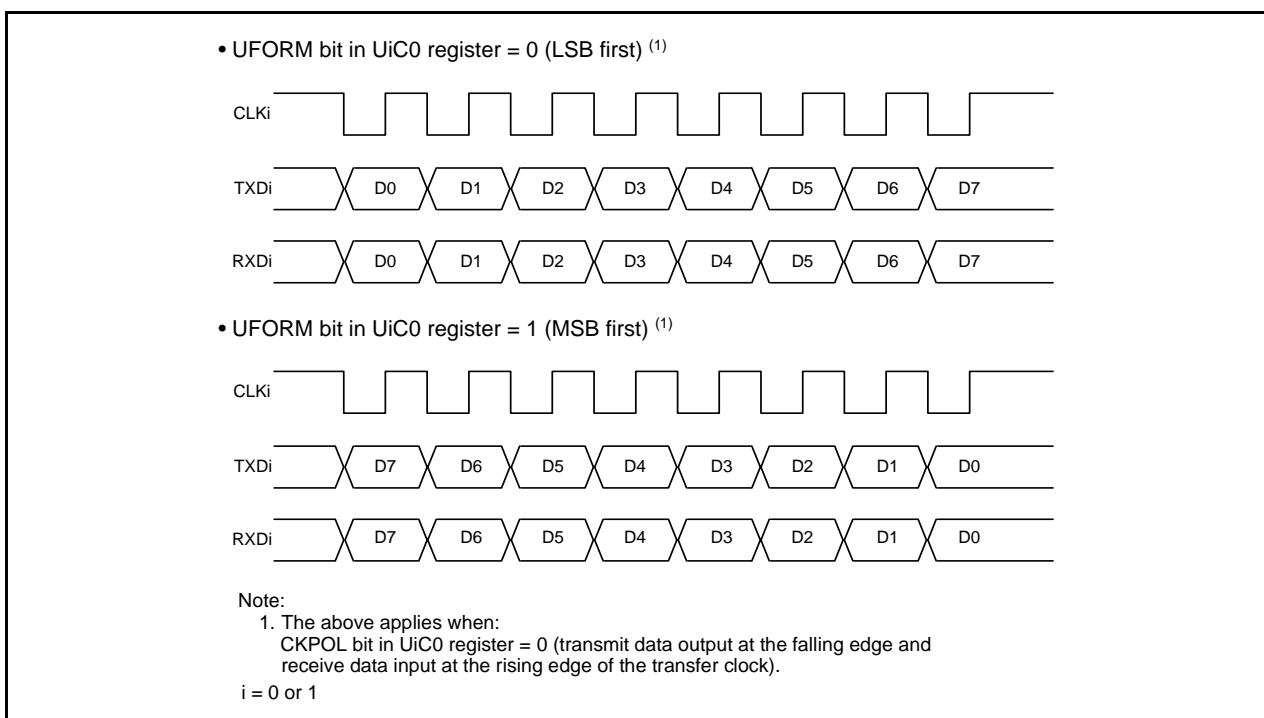 • UFORM bit in UiC0 register = 0 (LSB first) (1)
CLKi
TXDi D0 D1 D2 D3 D4 D5 D6 D7
RXDi D0 D1 D2 D3 D4 D5 D6 D7
• UFORM bit in UiC0 register = 1 (MSB first) (1)
CLKi
TXDi D7 D6 D5 D4 D3 D2 D1 D0
RXDi D7 D6 D5 D4 D3 D2 D1 D0
Note:
1. The above applies when:
CKPOL bit in UiC0 register = 0 (transmit data output at the falling edge and
receive data input at the rising edge of the transfer clock).
i = 0 or 1